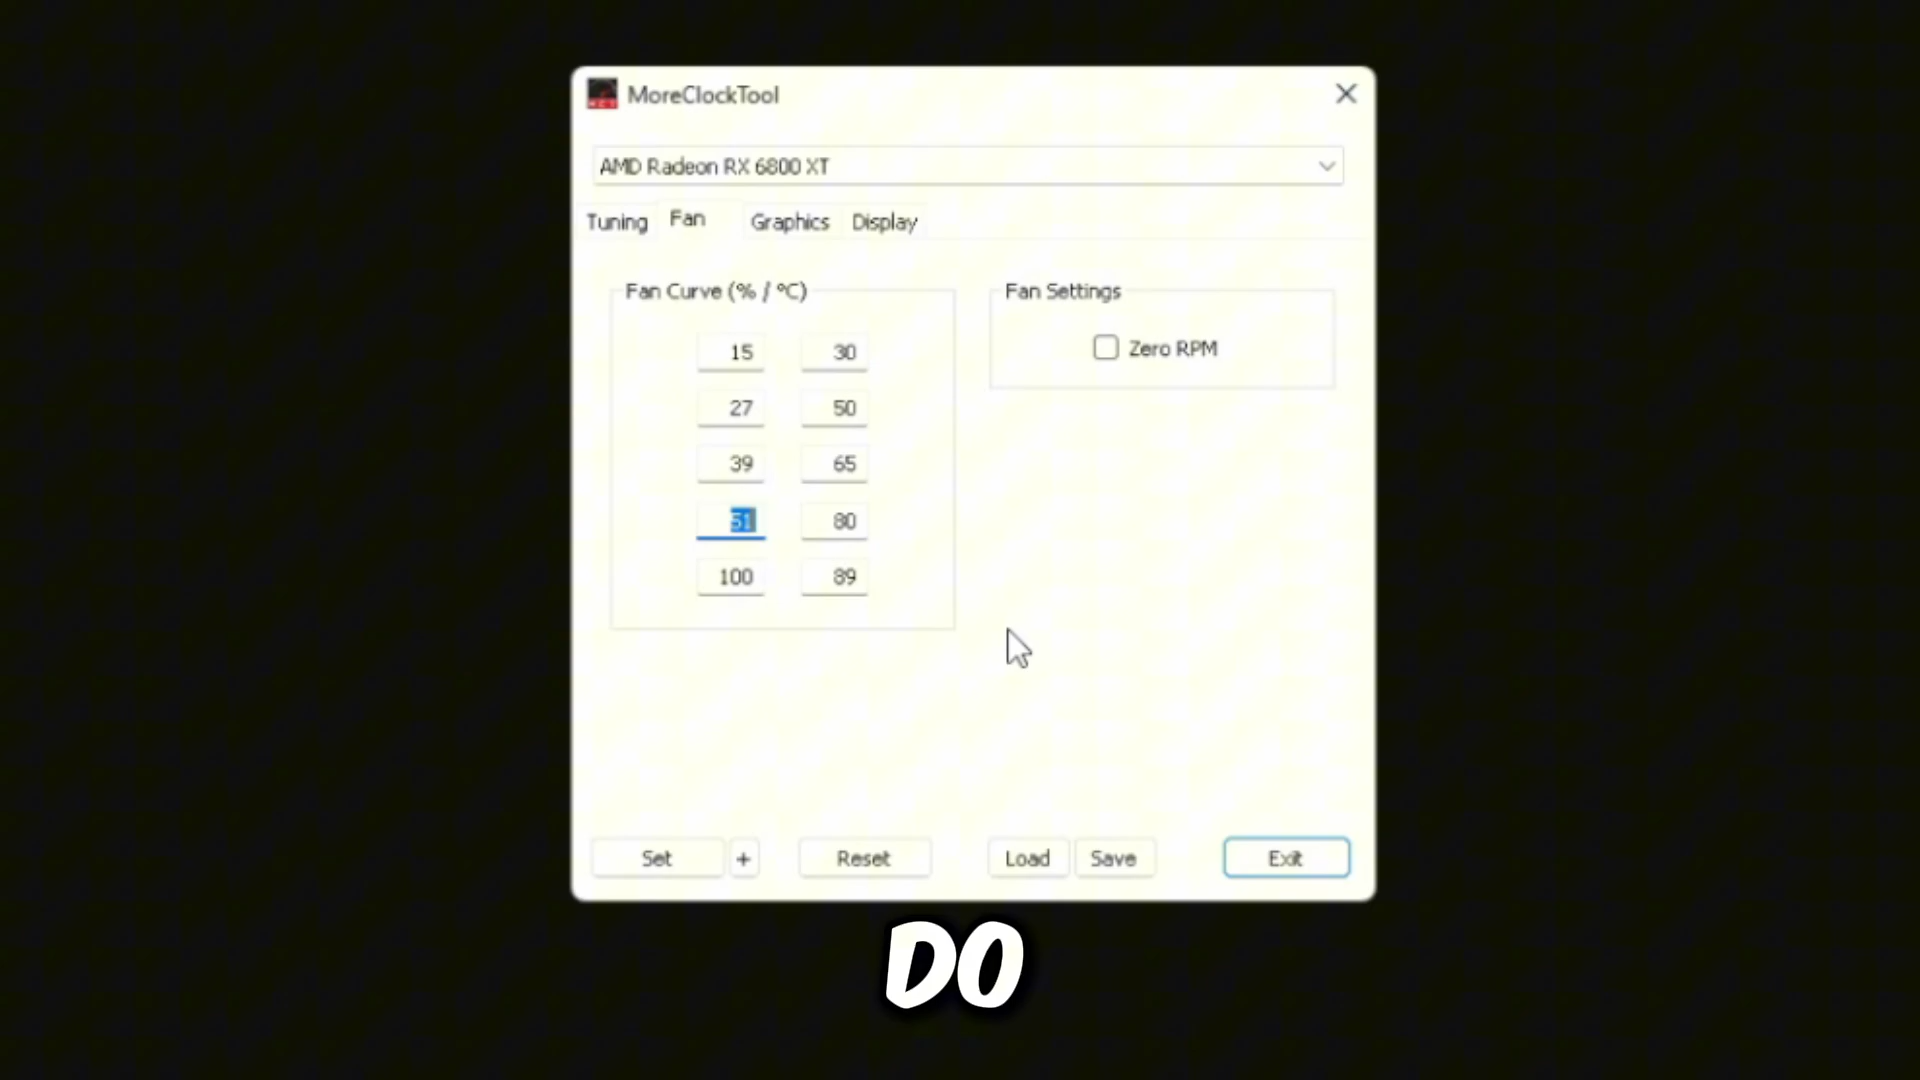 MoreClockTool
AMD Radeon RX 6800 XT
Tuning Fan Graphics Display
Fan Curve (% / °C) Fan Settings
15 30 Zero RPM
27 50
39 65
51 80
100 89
Set + Reset Load Save Exit
DO